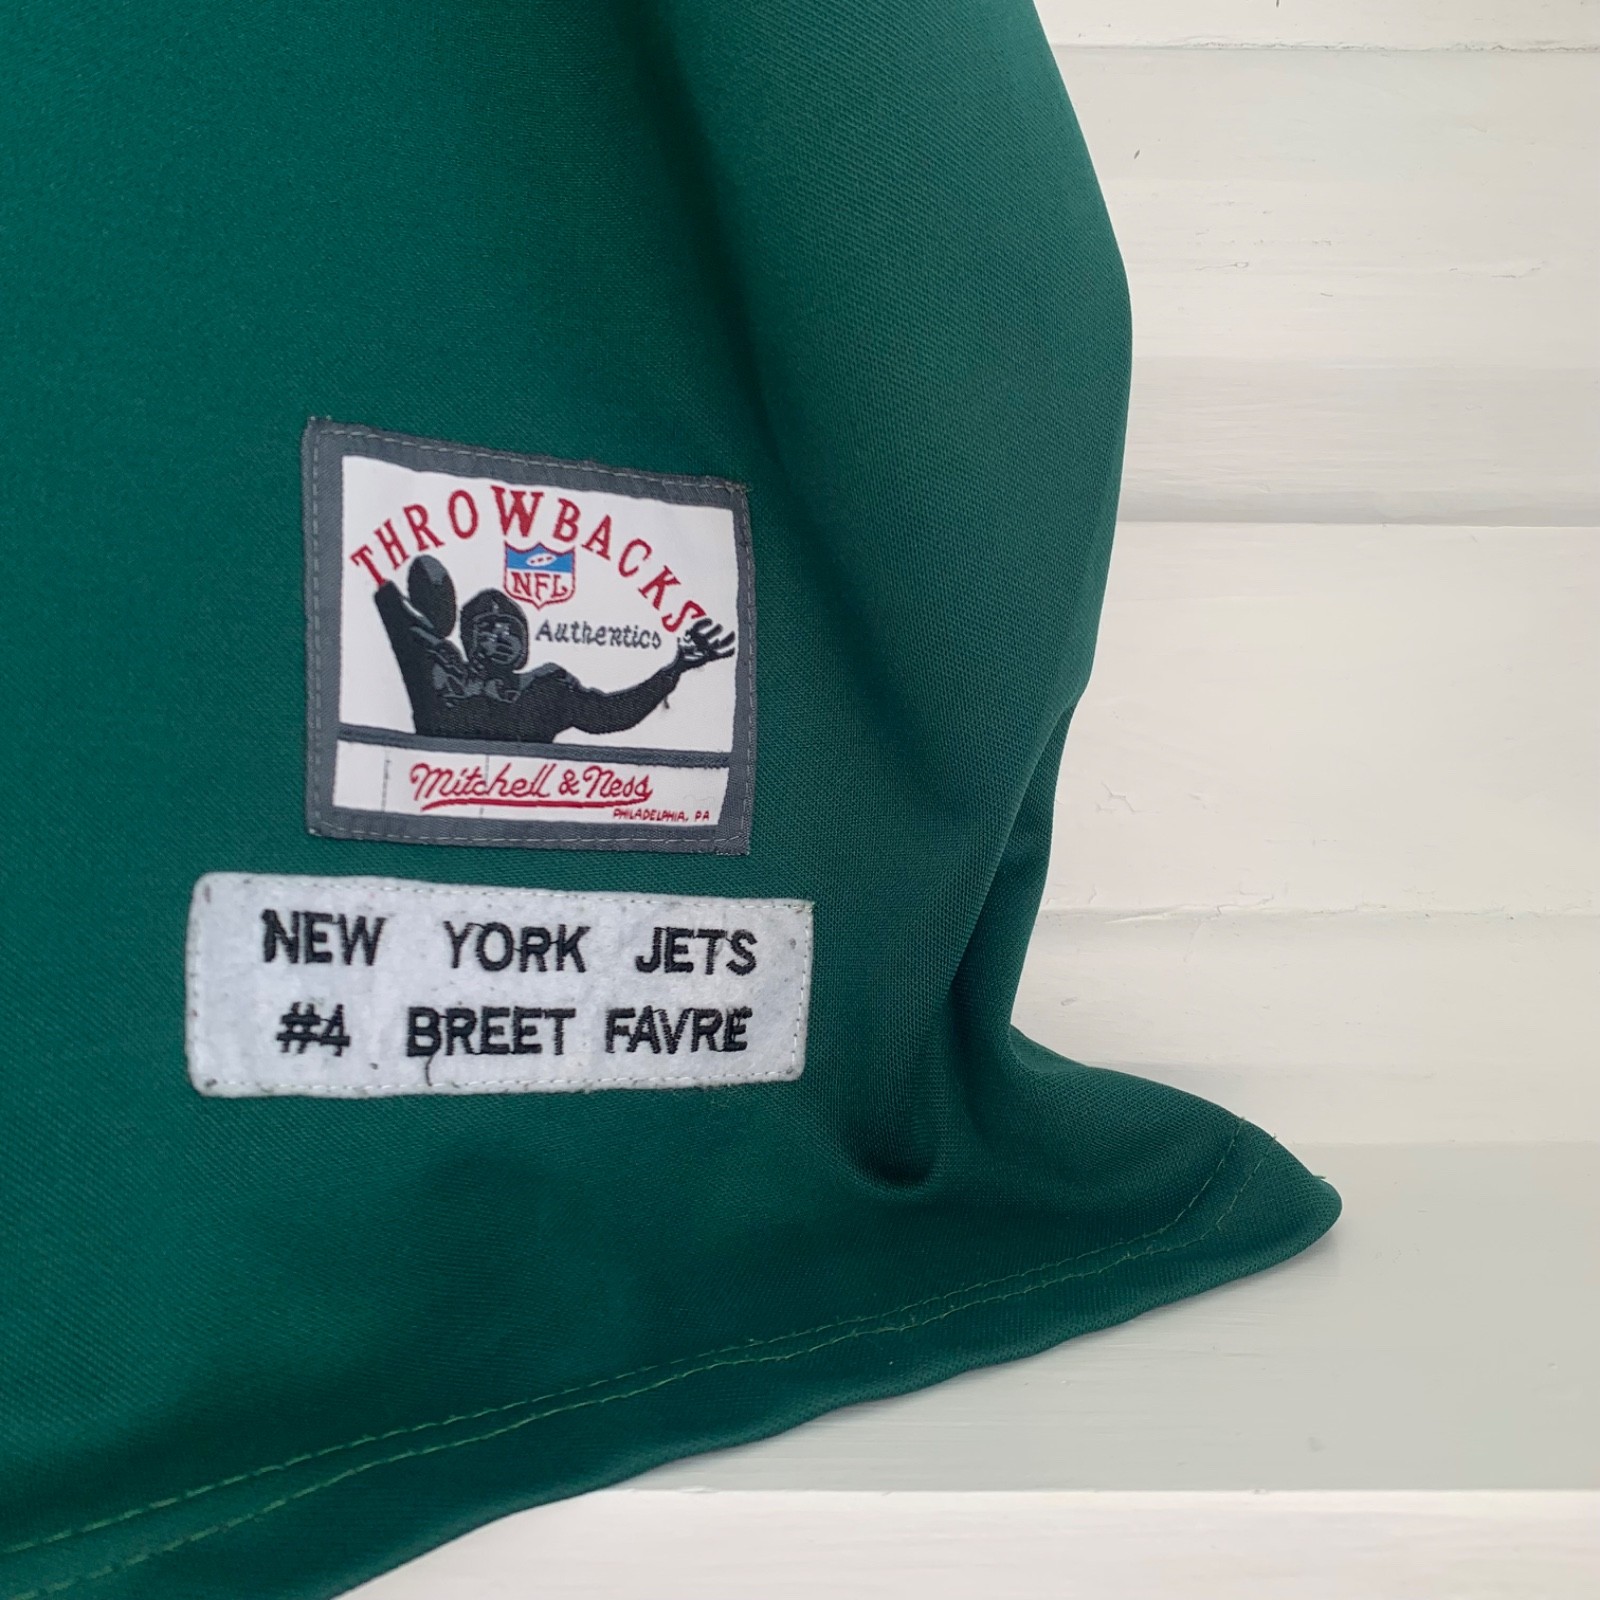 THROWBACKS
NFL
Authentics
Mitchell & Ness
PHILADELPHIA, PA
NEW YORK JETS
#4 BREET FAVRE